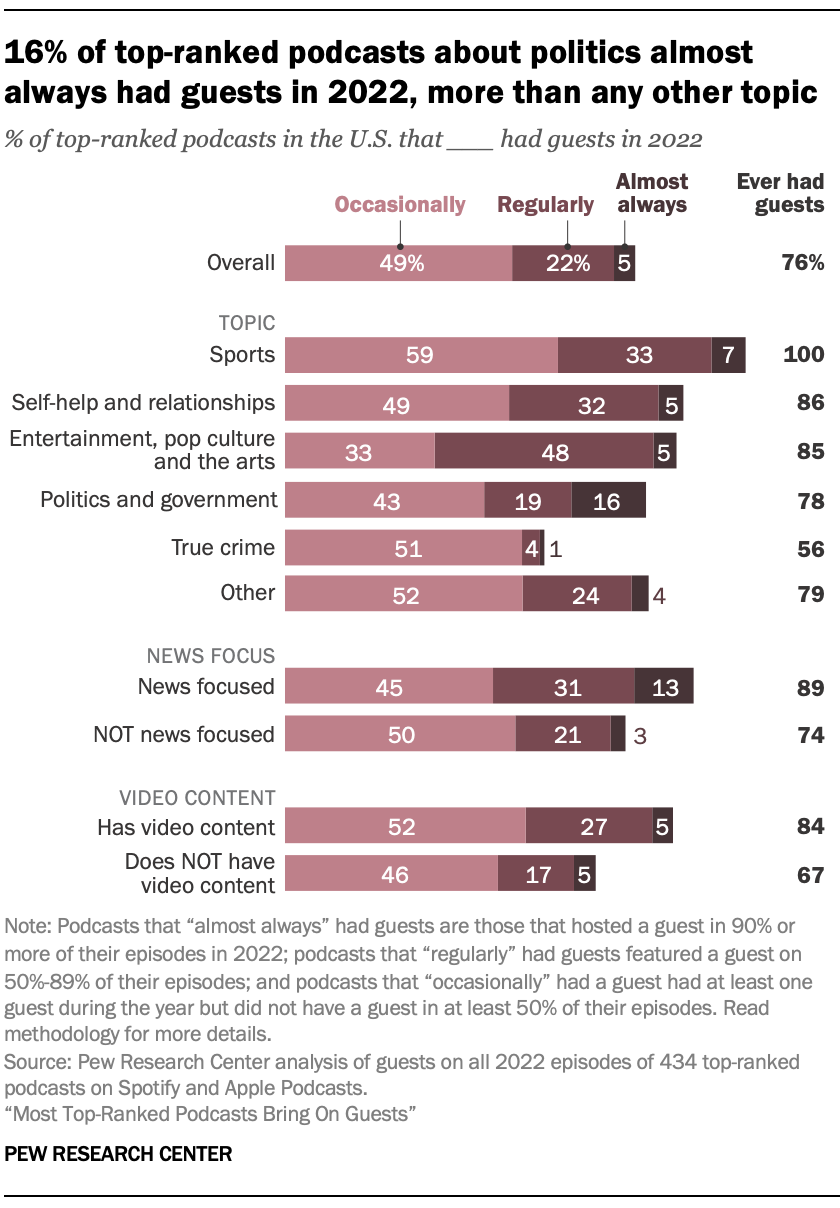 16% of top-ranked podcasts about politics almost
always had guests in 2022, more than any other topic
% of top-ranked podcasts in the U.S. that ___ had guests in 2022
Occasionally Regularly Almost always Ever had guests
Overall 49% 22% 5 76%
TOPIC
Sports 59 33 7 100
Self-help and relationships 49 32 5 86
Entertainment, pop culture
and the arts 33 48 5 85
Politics and government 43 19 16 78
True crime 51 4 1 56
Other 52 24 4 79
NEWS FOCUS
News focused 45 31 13 89
NOT news focused 50 21 3 74
VIDEO CONTENT
Has video content 52 27 5 84
Does NOT have
video content 46 17 5 67
Note: Podcasts that “almost always” had guests are those that hosted a guest in 90% or
more of their episodes in 2022; podcasts that “regularly” had guests featured a guest on
50%-89% of their episodes; and podcasts that “occasionally” had a guest had at least one
guest during the year but did not have a guest in at least 50% of their episodes. Read
methodology for more details.
Source: Pew Research Center analysis of guests on all 2022 episodes of 434 top-ranked
podcasts on Spotify and Apple Podcasts.
“Most Top-Ranked Podcasts Bring On Guests”
PEW RESEARCH CENTER